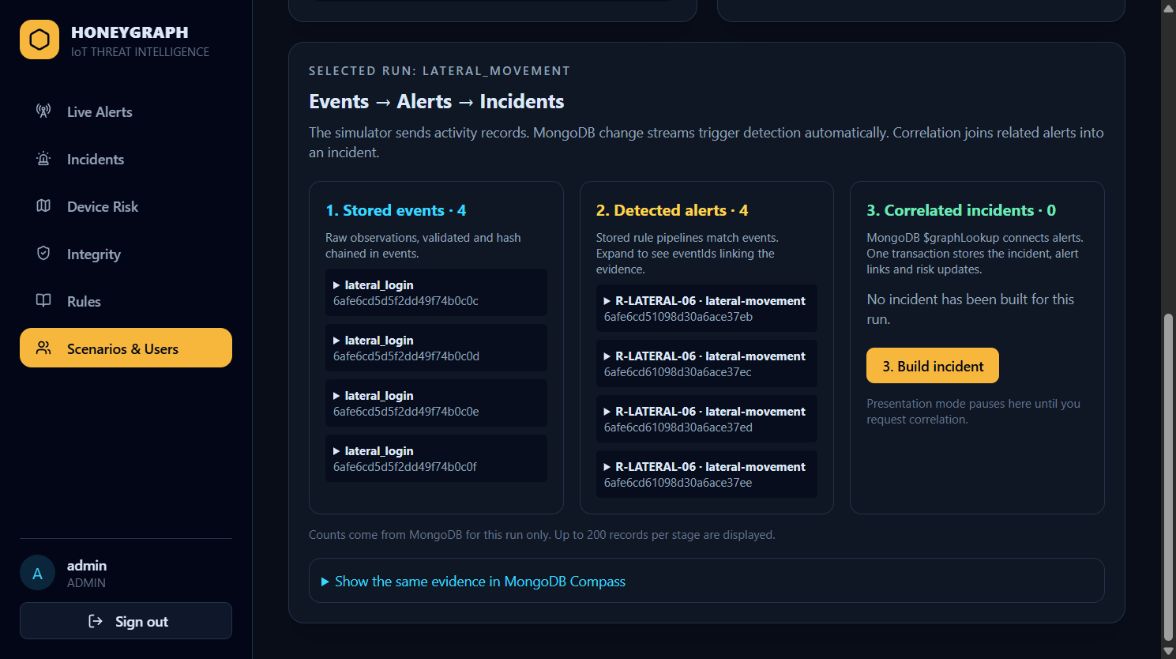 HONEYGRAPH
IoT THREAT INTELLIGENCE
Live Alerts
Incidents
Device Risk
Integrity
Rules
Scenarios & Users
admin
A
ADMIN
Sign out
SELECTED RUN: LATERAL_MOVEMENT
Events → Alerts → Incidents
The simulator sends activity records. MongoDB change streams trigger detection automatically. Correlation joins related alerts into
an incident.
1. Stored events · 4
Raw observations, validated and hash
chained in events.
▶ lateral_login
6afe6cd5d5f2dd49f74b0c0c
▶ lateral_login
6afe6cd5d5f2dd49f74b0c0d
▶ lateral_login
6afe6cd5d5f2dd49f74b0c0e
▶ lateral_login
6afe6cd5d5f2dd49f74b0c0f
2. Detected alerts · 4
Stored rule pipelines match events.
Expand to see eventIds linking the
evidence.
▶ R-LATERAL-06 · lateral-movement
6afe6cd51098d30a6ace37eb
▶ R-LATERAL-06 · lateral-movement
6afe6cd61098d30a6ace37ec
▶ R-LATERAL-06 · lateral-movement
6afe6cd61098d30a6ace37ed
▶ R-LATERAL-06 · lateral-movement
6afe6cd61098d30a6ace37ee
3. Correlated incidents · 0
MongoDB $graphLookup connects alerts.
One transaction stores the incident, alert
links and risk updates.
No incident has been built for this
run.
3. Build incident
Presentation mode pauses here until you
request correlation.
Counts come from MongoDB for this run only. Up to 200 records per stage are displayed.
▶ Show the same evidence in MongoDB Compass